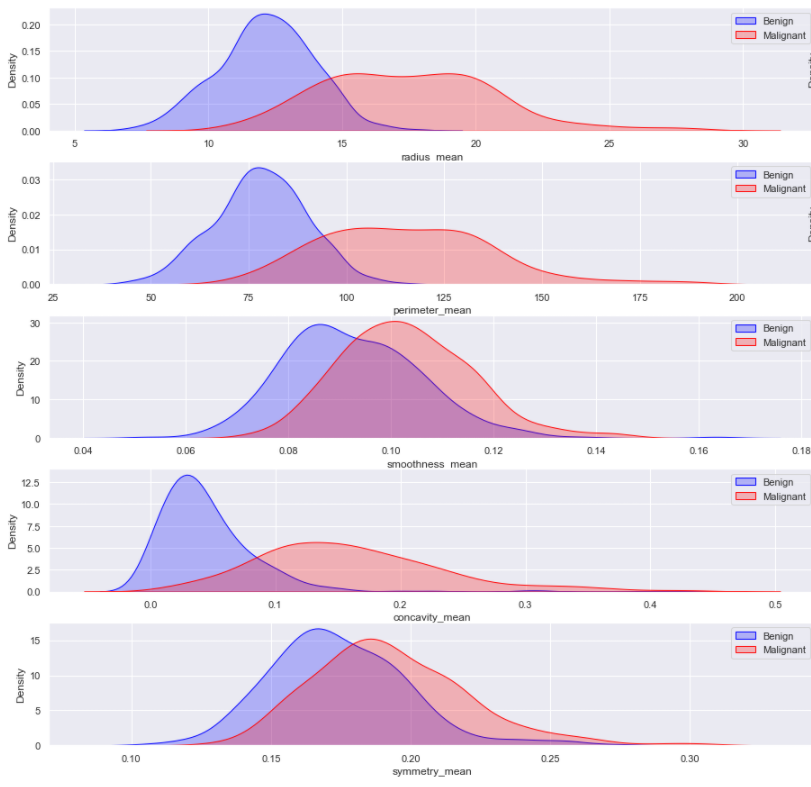 Density
0.20
0.15
0.10
0.05
0.00
Benign
Malignant
5 10 15 20 25 30
radius_mean
Density
0.03
0.02
0.01
0.00
Benign
Malignant
25 50 75 100 125 150 175 200
perimeter_mean
Density
30
20
10
0
Benign
Malignant
0.04 0.06 0.08 0.10 0.12 0.14 0.16 0.18
smoothness_mean
Density
12.5
10.0
7.5
5.0
2.5
0.0
Benign
Malignant
0.0 0.1 0.2 0.3 0.4 0.5
concavity_mean
Density
15
10
5
0
Benign
Malignant
0.10 0.15 0.20 0.25 0.30
symmetry_mean